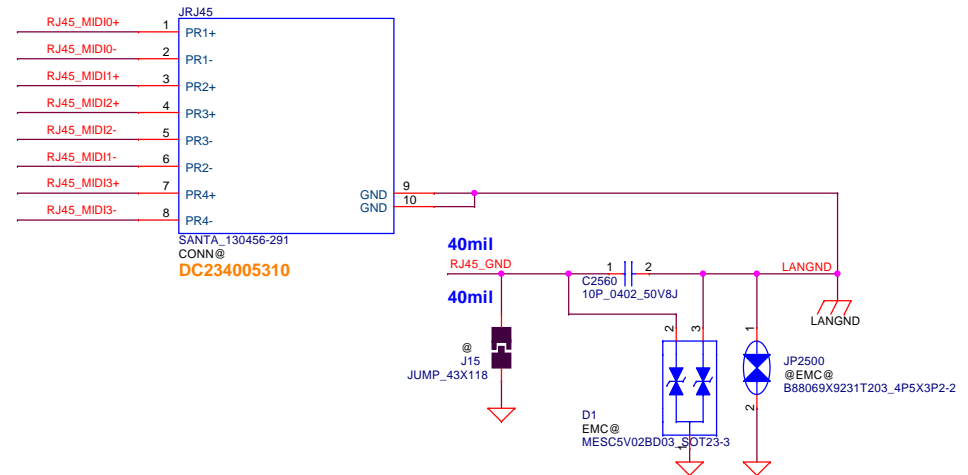 JRJ45
RJ45_MIDI0+ 1 PR1+
RJ45_MIDI0- 2 PR1-
RJ45_MIDI1+ 3 PR2+
RJ45_MIDI2+ 4 PR3+
RJ45_MIDI2- 5 PR3-
RJ45_MIDI1- 6 PR2-
RJ45_MIDI3+ 7 PR4+
RJ45_MIDI3- 8 PR4-
GND 9
GND 10
SANTA_130456-291
CONN@
DC234005310
40mil
RJ45_GND
40mil
1 2
C2560
10P_0402_50V8J
LANGND
LANGND
@
J15
JUMP_43X118
2 3
D1
EMC@
MESC5V02BD03_SOT23-3
1
1
JP2500
@EMC@
B88069X9231T203_4P5X3P2-2
2